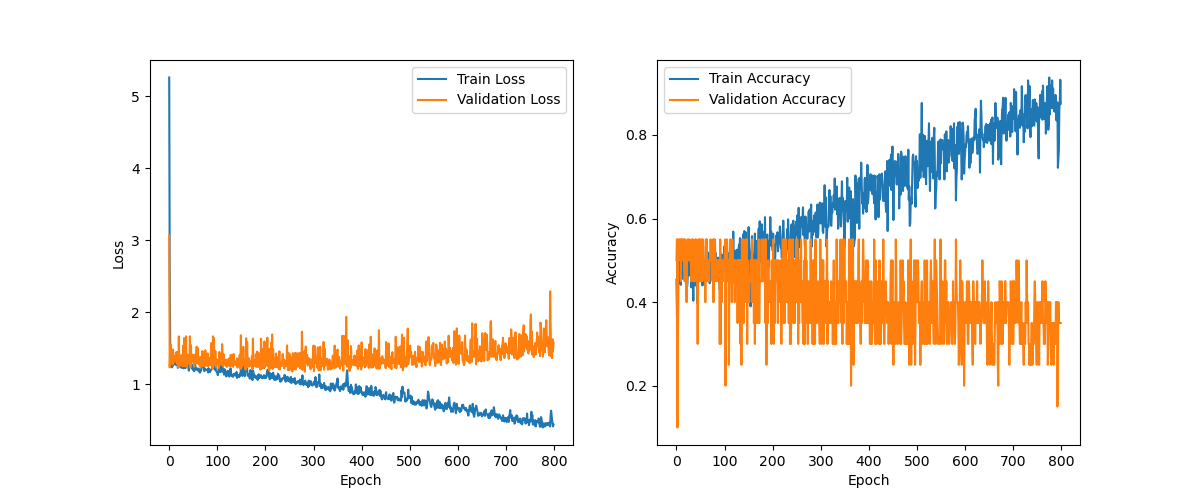 Train Loss
Validation Loss
5
4
3
2
1
Loss
0 100 200 300 400 500 600 700 800
Epoch
Train Accuracy
Validation Accuracy
0.8
0.6
0.4
0.2
Accuracy
0 100 200 300 400 500 600 700 800
Epoch